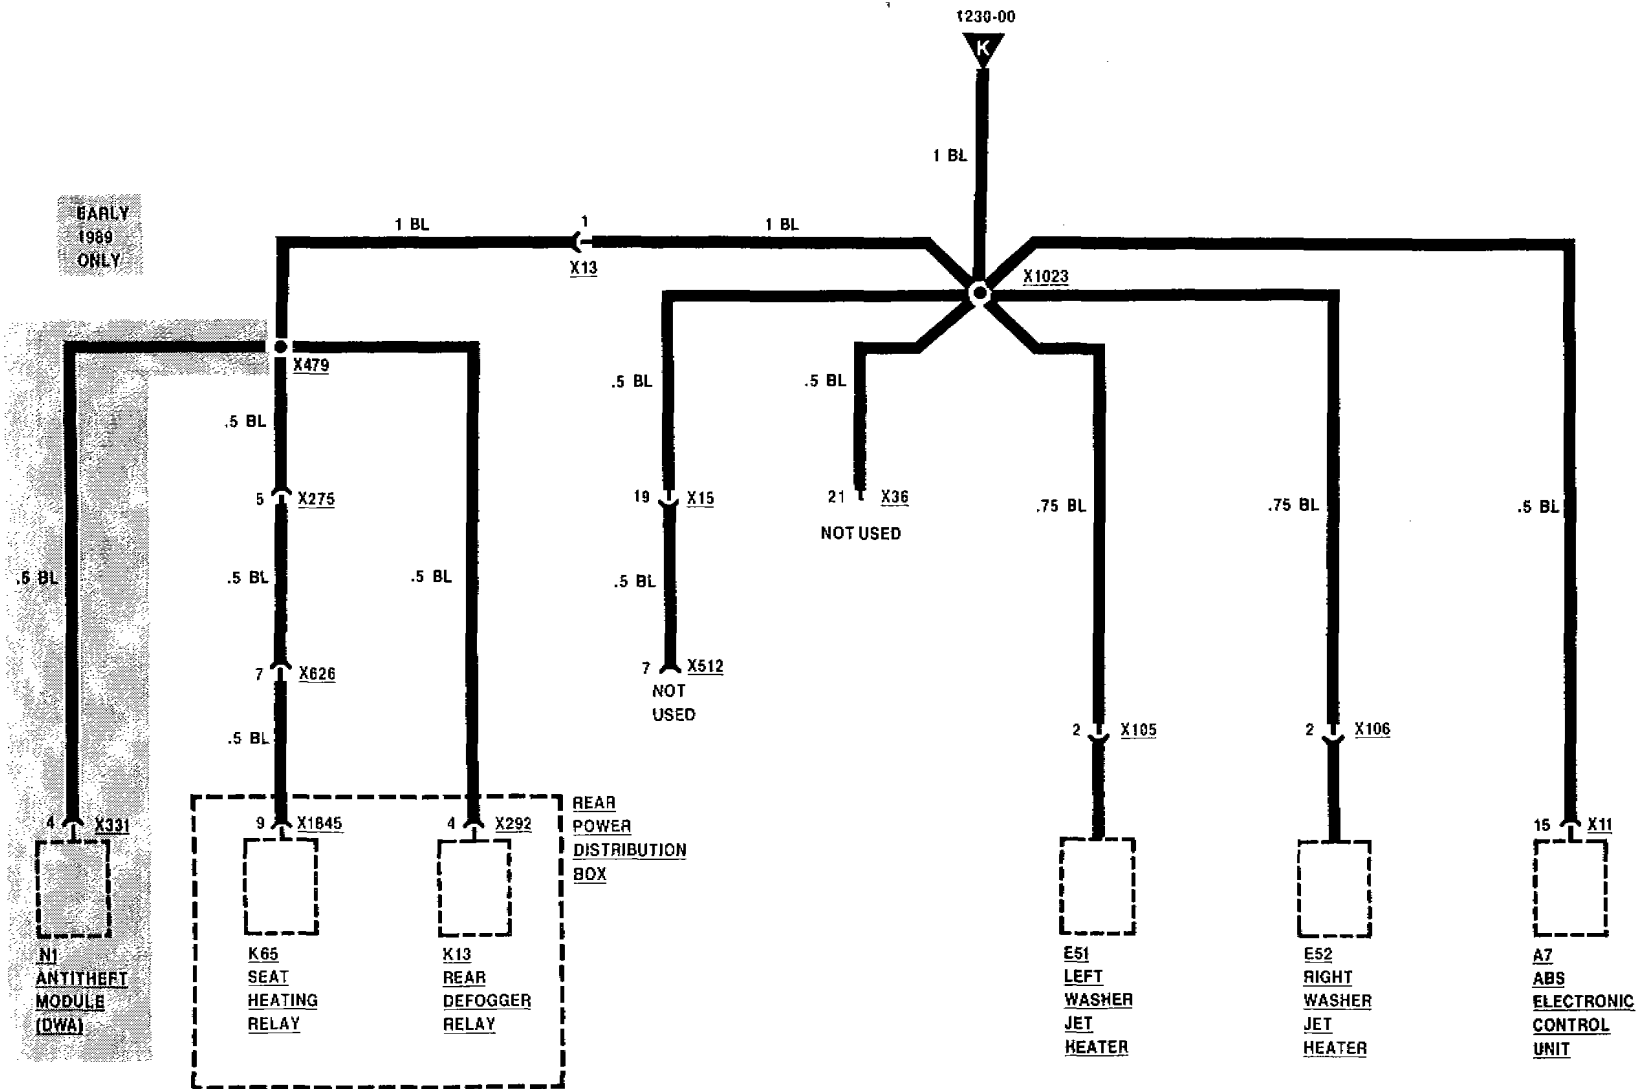 1230-00
K
1 BL
EARLY
1989
ONLY
1 BL
1
1 BL
X13
X1023
X479
.5 BL
.5 BL
.5 BL
5 X275
19 X15
21 X36
NOT USED
.75 BL
.75 BL
.5 BL
.5 BL
.5 BL
.5 BL
.5 BL
7 X626
7 X512
NOT
USED
.5 BL
2 X105
2 X106
4 X331
9 X1845
4 X292
15 X11
REAR
POWER
DISTRIBUTION
BOX
N1
ANTITHEFT
MODULE
(DWA)
K65
SEAT
HEATING
RELAY
K13
REAR
DEFOGGER
RELAY
E51
LEFT
WASHER
JET
HEATER
E52
RIGHT
WASHER
JET
HEATER
A7
ABS
ELECTRONIC
CONTROL
UNIT